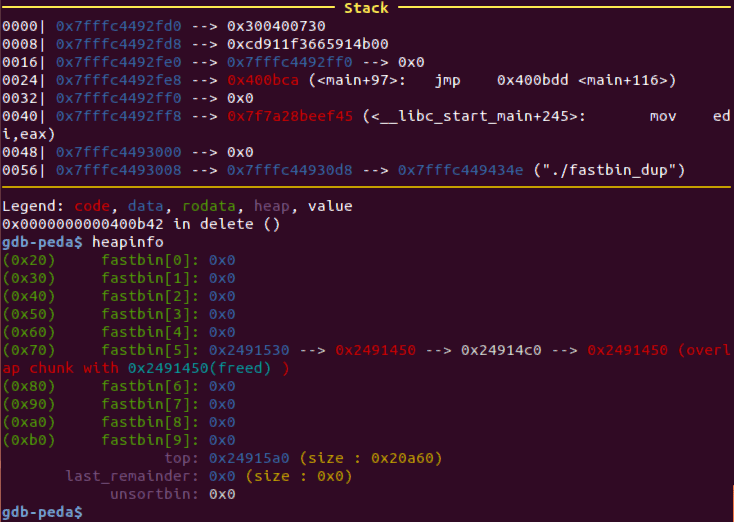 Stack
0000| 0x7fffc4492fd0 --> 0x300400730
0008| 0x7fffc4492fd8 --> 0xcd911f3665914b00
0016| 0x7fffc4492fe0 --> 0x7fffc4492ff0 --> 0x0
0024| 0x7fffc4492fe8 --> 0x400bca (<main+97>:   jmp    0x400bdd <main+116>)
0032| 0x7fffc4492ff0 --> 0x0
0040| 0x7fffc4492ff8 --> 0x7f7a28beef45 (<__libc_start_main+245>:       mov    ed
i,eax)
0048| 0x7fffc4493000 --> 0x0
0056| 0x7fffc4493008 --> 0x7fffc44930d8 --> 0x7fffc449434e ("./fastbin_dup")
Legend: code, data, rodata, heap, value
0x0000000000400b42 in delete ()
gdb-peda$ heapinfo
(0x20)     fastbin[0]: 0x0
(0x30)     fastbin[1]: 0x0
(0x40)     fastbin[2]: 0x0
(0x50)     fastbin[3]: 0x0
(0x60)     fastbin[4]: 0x0
(0x70)     fastbin[5]: 0x2491530 --> 0x2491450 --> 0x24914c0 --> 0x2491450 (overl
ap chunk with 0x2491450(freed) )
(0x80)     fastbin[6]: 0x0
(0x90)     fastbin[7]: 0x0
(0xa0)     fastbin[8]: 0x0
(0xb0)     fastbin[9]: 0x0
top: 0x24915a0 (size : 0x20a60)
last_remainder: 0x0 (size : 0x0)
unsortbin: 0x0
gdb-peda$